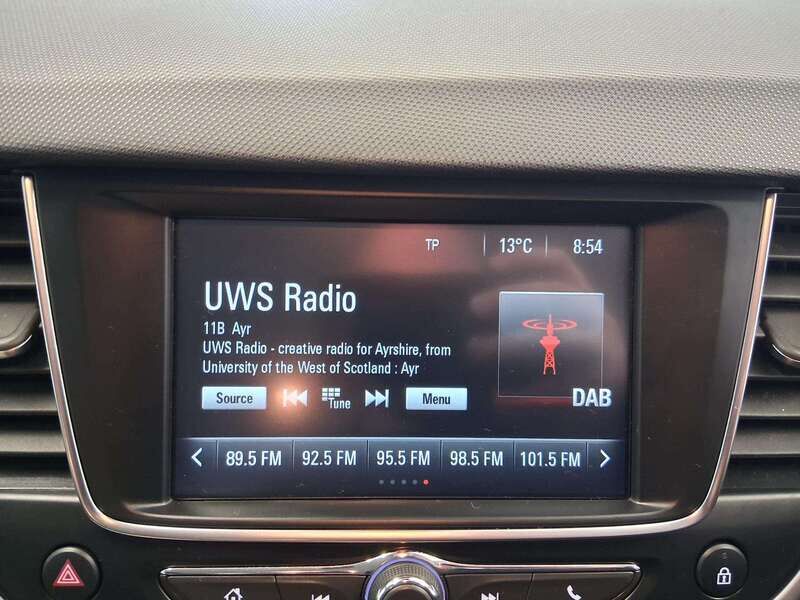 TP 13°C 8:54
UWS Radio
11B Ayr
UWS Radio - creative radio for Ayrshire, from
University of the West of Scotland : Ayr
Source Tune Menu
DAB
89.5 FM 92.5 FM 95.5 FM 98.5 FM 101.5 FM